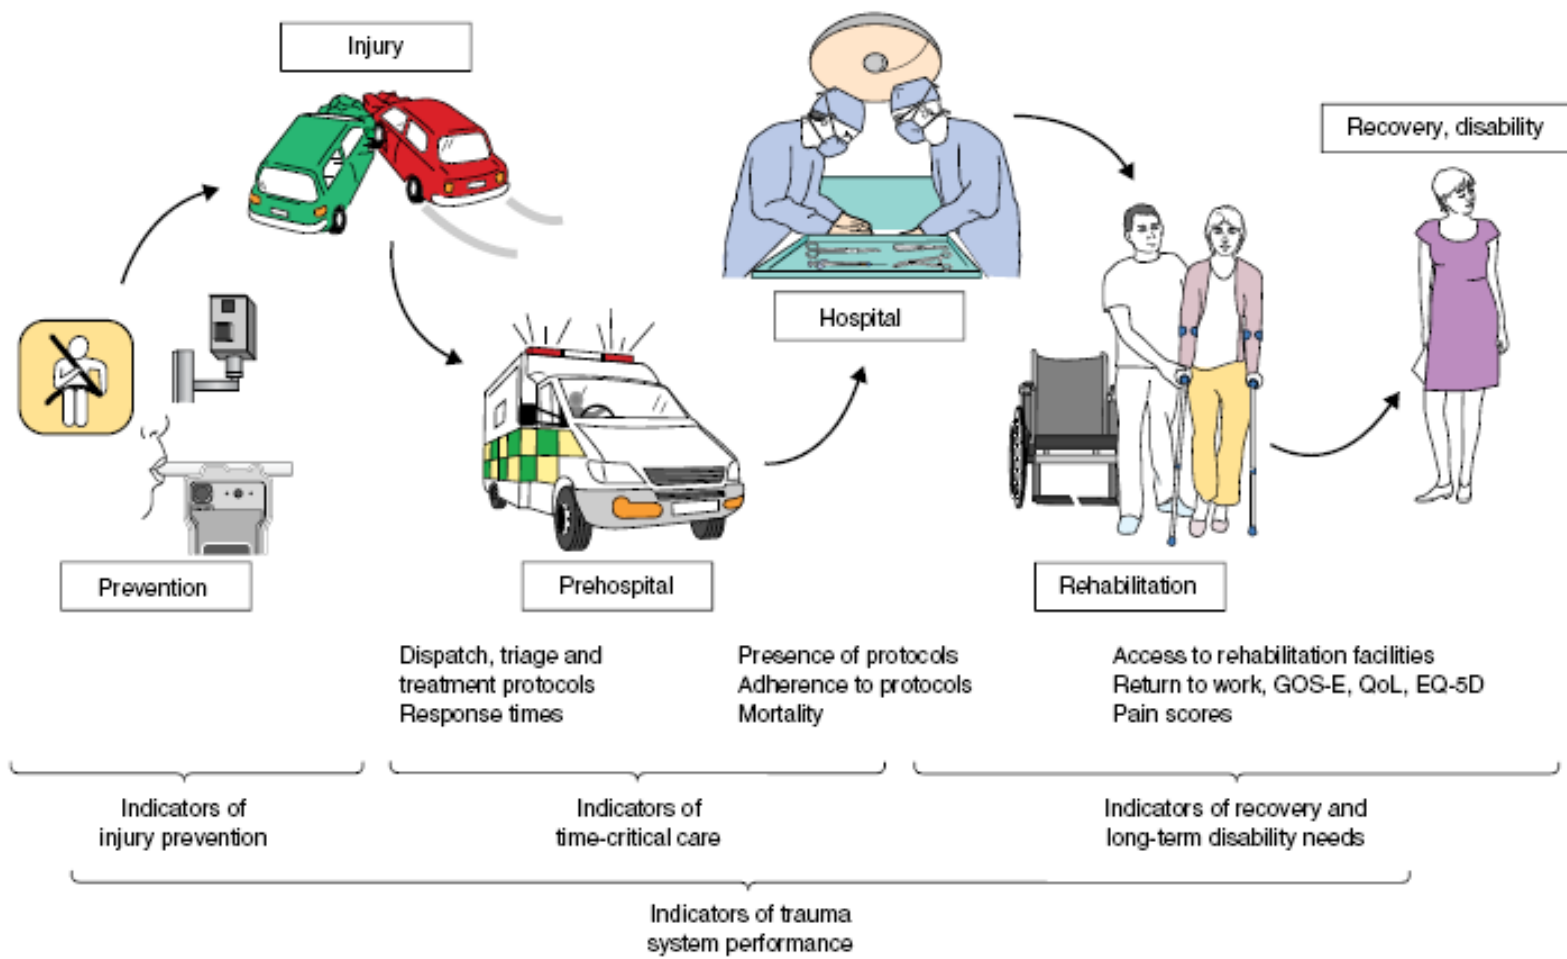 Injury
Hospital
Recovery, disability
Prevention
Prehospital
Rehabilitation
Dispatch, triage and
treatment protocols
Response times
Presence of protocols
Adherence to protocols
Mortality
Access to rehabilitation facilities
Return to work, GOS-E, QoL, EQ-5D
Pain scores
Indicators of
injury prevention
Indicators of
time-critical care
Indicators of recovery and
long-term disability needs
Indicators of trauma
system performance